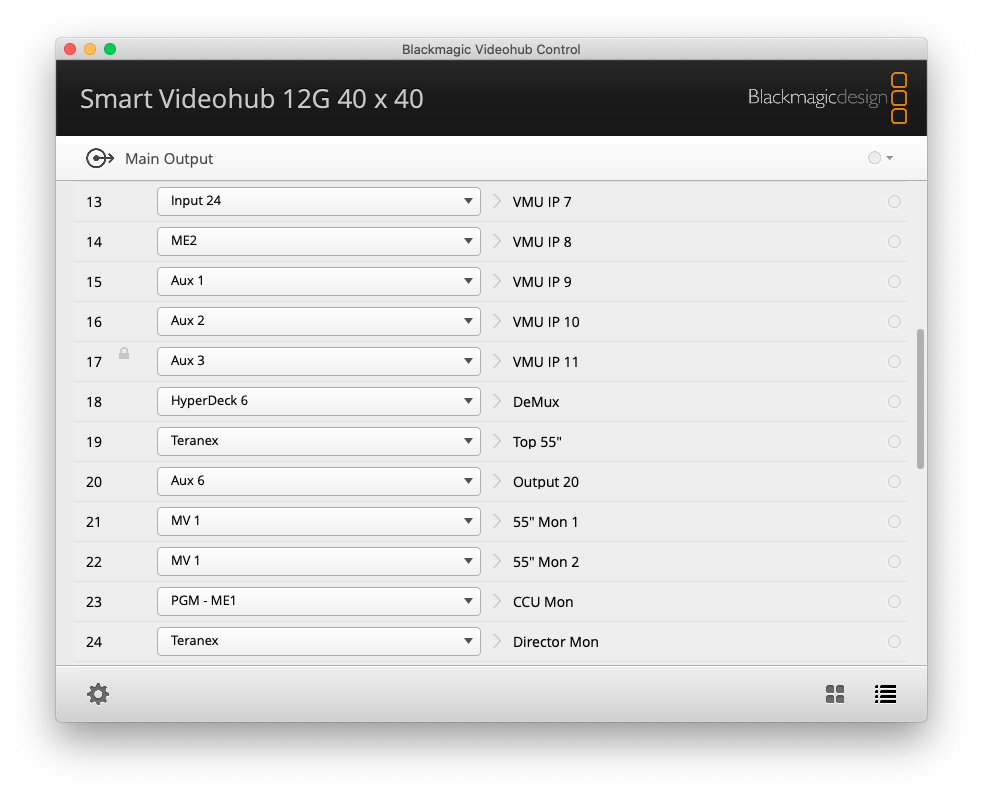 Blackmagic Videohub Control
Smart Videohub 12G 40 x 40
Blackmagicdesign
Main Output
13 Input 24 VMU IP 7
14 ME2 VMU IP 8
15 Aux 1 VMU IP 9
16 Aux 2 VMU IP 10
17 Aux 3 VMU IP 11
18 HyperDeck 6 DeMux
19 Teranex Top 55"
20 Aux 6 Output 20
21 MV 1 55" Mon 1
22 MV 1 55" Mon 2
23 PGM - ME1 CCU Mon
24 Teranex Director Mon